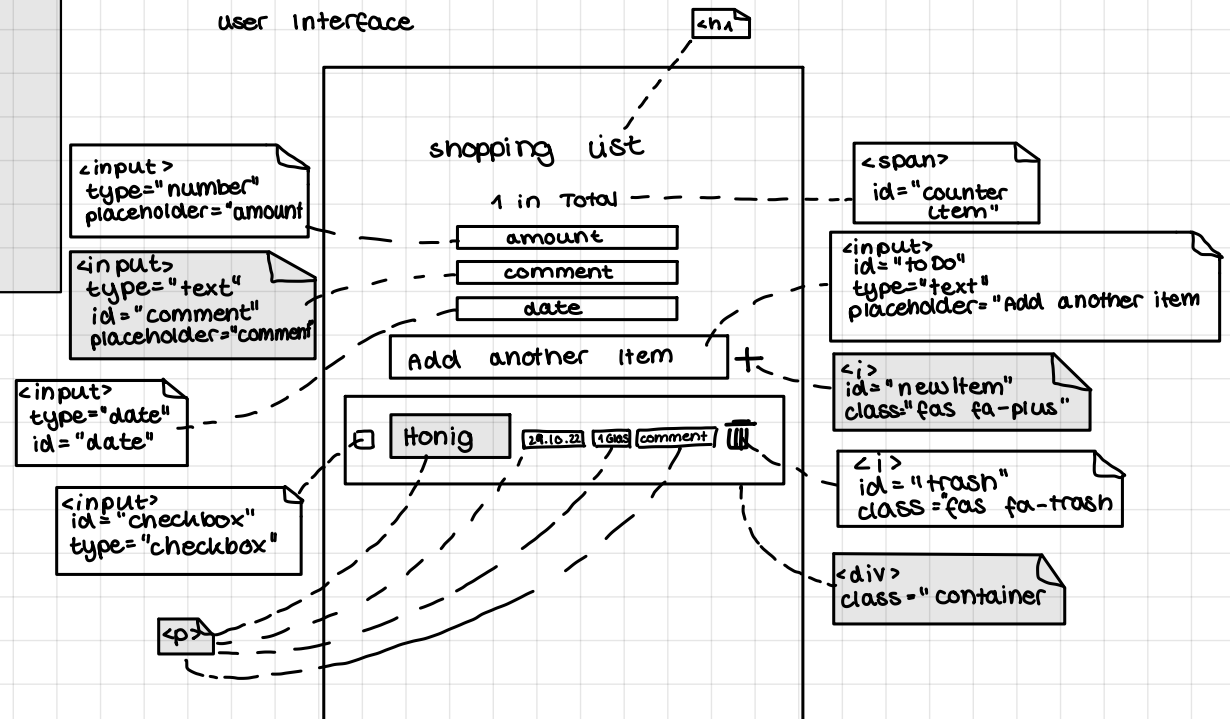 user Interface
<h1
shopping List
1 in Total
amount
comment
date
Add another Item
+
Honig
29.10.22
1 Glas
comment
<input>
type="number"
placeholder="amount
<input>
type="text"
id="comment"
placeholder="comment"
<input>
type="date"
id="date"
<input>
id="checkbox"
type="checkbox"
<p>
<span>
id="counter
Item"
<input>
id="toDo"
type="text"
placeholder="Add another item
<i>
id="newItem"
class="fas fa-plus"
<i>
id="trash"
class="fas fa-trash
<div>
class="container